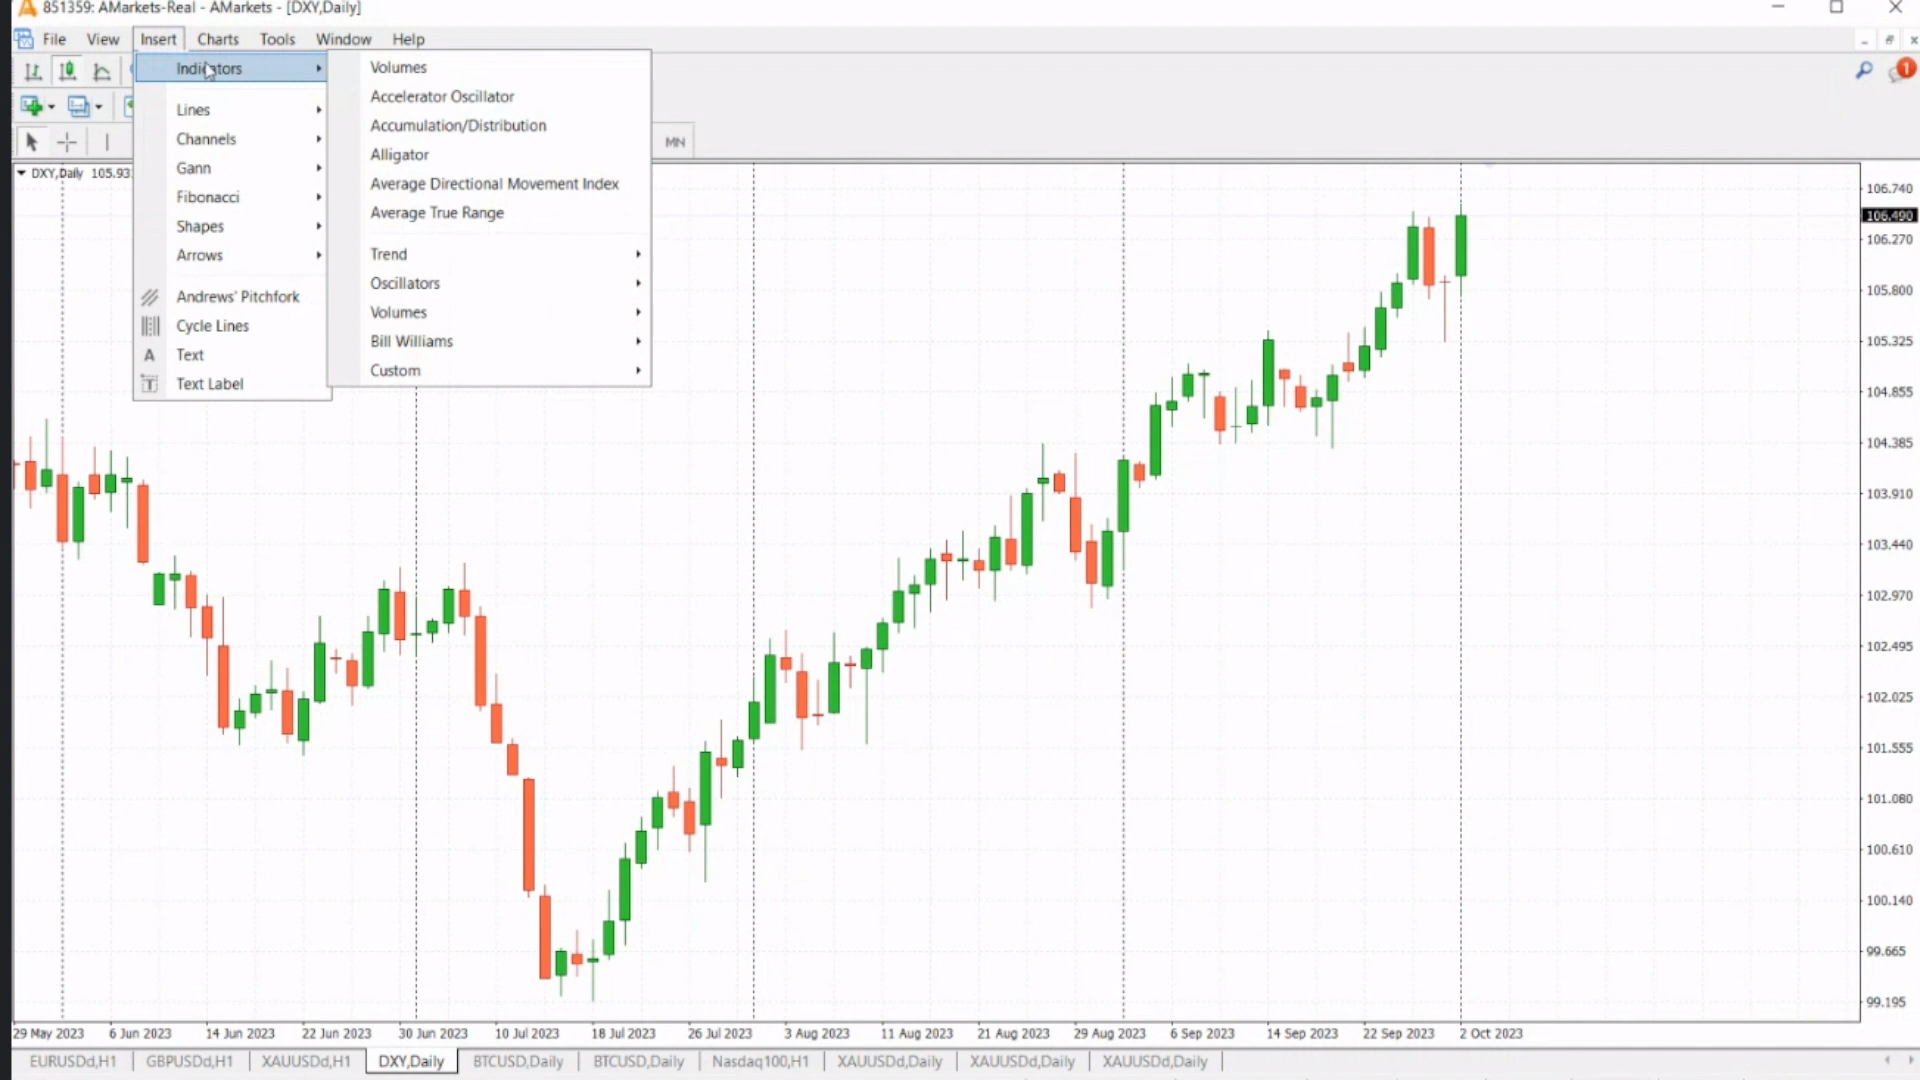 851359: AMarkets-Real - AMarkets - [DXY,Daily]
File View Insert Charts Tools Window Help
Indicators
Lines
Channels
Gann
Fibonacci
Shapes
Arrows
Andrews' Pitchfork
Cycle Lines
A Text
T Text Label
Volumes
Accelerator Oscillator
Accumulation/Distribution
Alligator
Average Directional Movement Index
Average True Range
Trend
Oscillators
Volumes
Bill Williams
Custom
1
MN
DXY,Daily 105.93
106.740
106.490
106.270
105.800
105.325
104.855
104.385
103.910
103.440
102.970
102.495
102.025
101.555
101.080
100.610
100.140
99.665
99.195
29 May 2023 6 Jun 2023 14 Jun 2023 22 Jun 2023 30 Jun 2023 10 Jul 2023 18 Jul 2023 26 Jul 2023 3 Aug 2023 11 Aug 2023 21 Aug 2023 29 Aug 2023 6 Sep 2023 14 Sep 2023 22 Sep 2023 2 Oct 2023
EURUSDd,H1 GBPUSDd,H1 XAUUSDd,H1 DXY,Daily BTCUSD,Daily BTCUSD,Daily Nasdaq100,H1 XAUUSDd,Daily XAUUSDd,Daily XAUUSDd,Daily